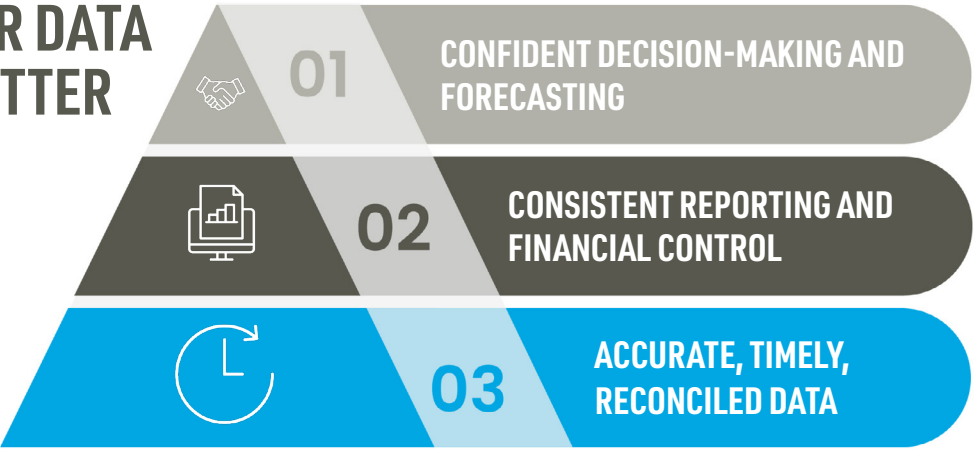 R DATA
TTER
01
CONFIDENT DECISION-MAKING AND
FORECASTING
02
CONSISTENT REPORTING AND
FINANCIAL CONTROL
03
ACCURATE, TIMELY,
RECONCILED DATA